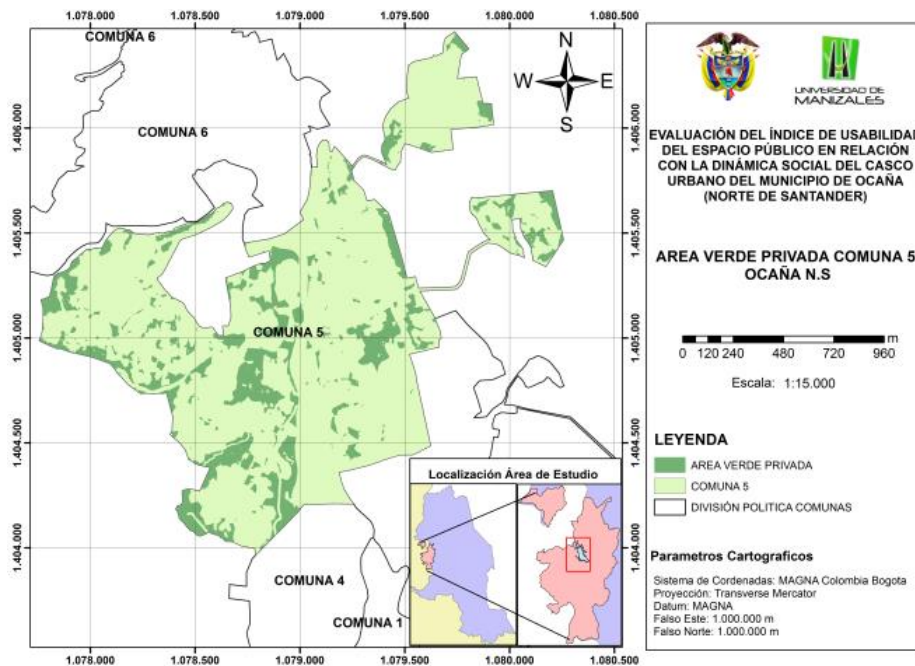 1.078.000 1.078.500 1.079.000 1.079.500 1.080.000 1.080.500
COMUNA 6
COMUNA 6
N
W E
S
1.406.000 1.406.000
1.405.500 1.405.500
COMUNA 5
1.405.000 1.405.000
1.404.500 1.404.500
Localización Área de Estudio
1.404.000 1.404.000
COMUNA 4
COMUNA 1
1.078.000 1.078.500 1.079.000 1.079.500 1.080.000 1.080.500
UNIVERSIDAD DE
MANIZALES
EVALUACIÓN DEL ÍNDICE DE USABILIDAD
DEL ESPACIO PÚBLICO EN RELACIÓN
CON LA DINÁMICA SOCIAL DEL CASCO
URBANO DEL MUNICIPIO DE OCAÑA
(NORTE DE SANTANDER)
AREA VERDE PRIVADA COMUNA 5
OCAÑA N.S
m
0 120 240 480 720 960
Escala: 1:15.000
LEYENDA
AREA VERDE PRIVADA
COMUNA 5
DIVISIÓN POLITICA COMUNAS
Parametros Cartograficos
Sistema de Cordenadas: MAGNA Colombia Bogota
Proyección: Transverse Mercator
Datum: MAGNA
Falso Este: 1.000.000 m
Falso Norte: 1.000.000 m